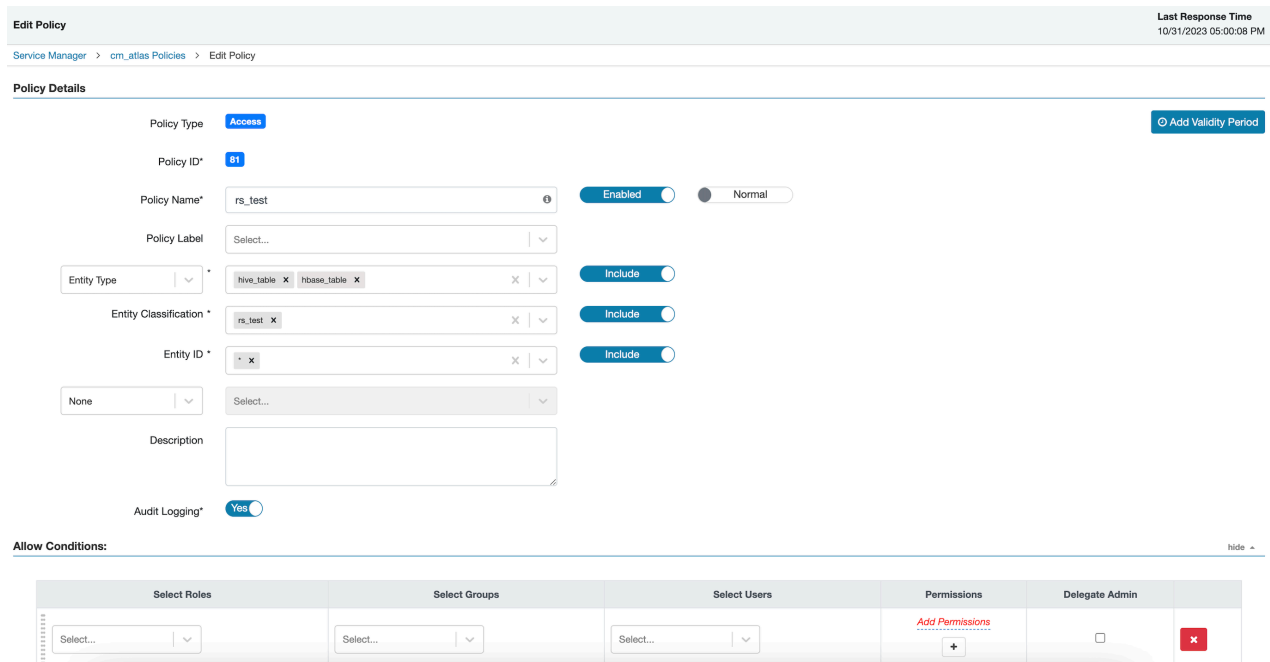 Edit Policy
Last Response Time
10/31/2023 05:00:08 PM
Service Manager > cm_atlas Policies > Edit Policy
Policy Details
Policy Type Access Add Validity Period
Policy ID* 81
Policy Name* rs_test Enabled Normal
Policy Label Select...
Entity Type * hive_table × hbase_table × Include
Entity Classification * rs_test × Include
Entity ID * * × Include
None Select...
Description
Audit Logging* Yes
Allow Conditions: hide
Select Roles Select Groups Select Users Permissions Delegate Admin
Add Permissions
Select... Select... Select... + ×